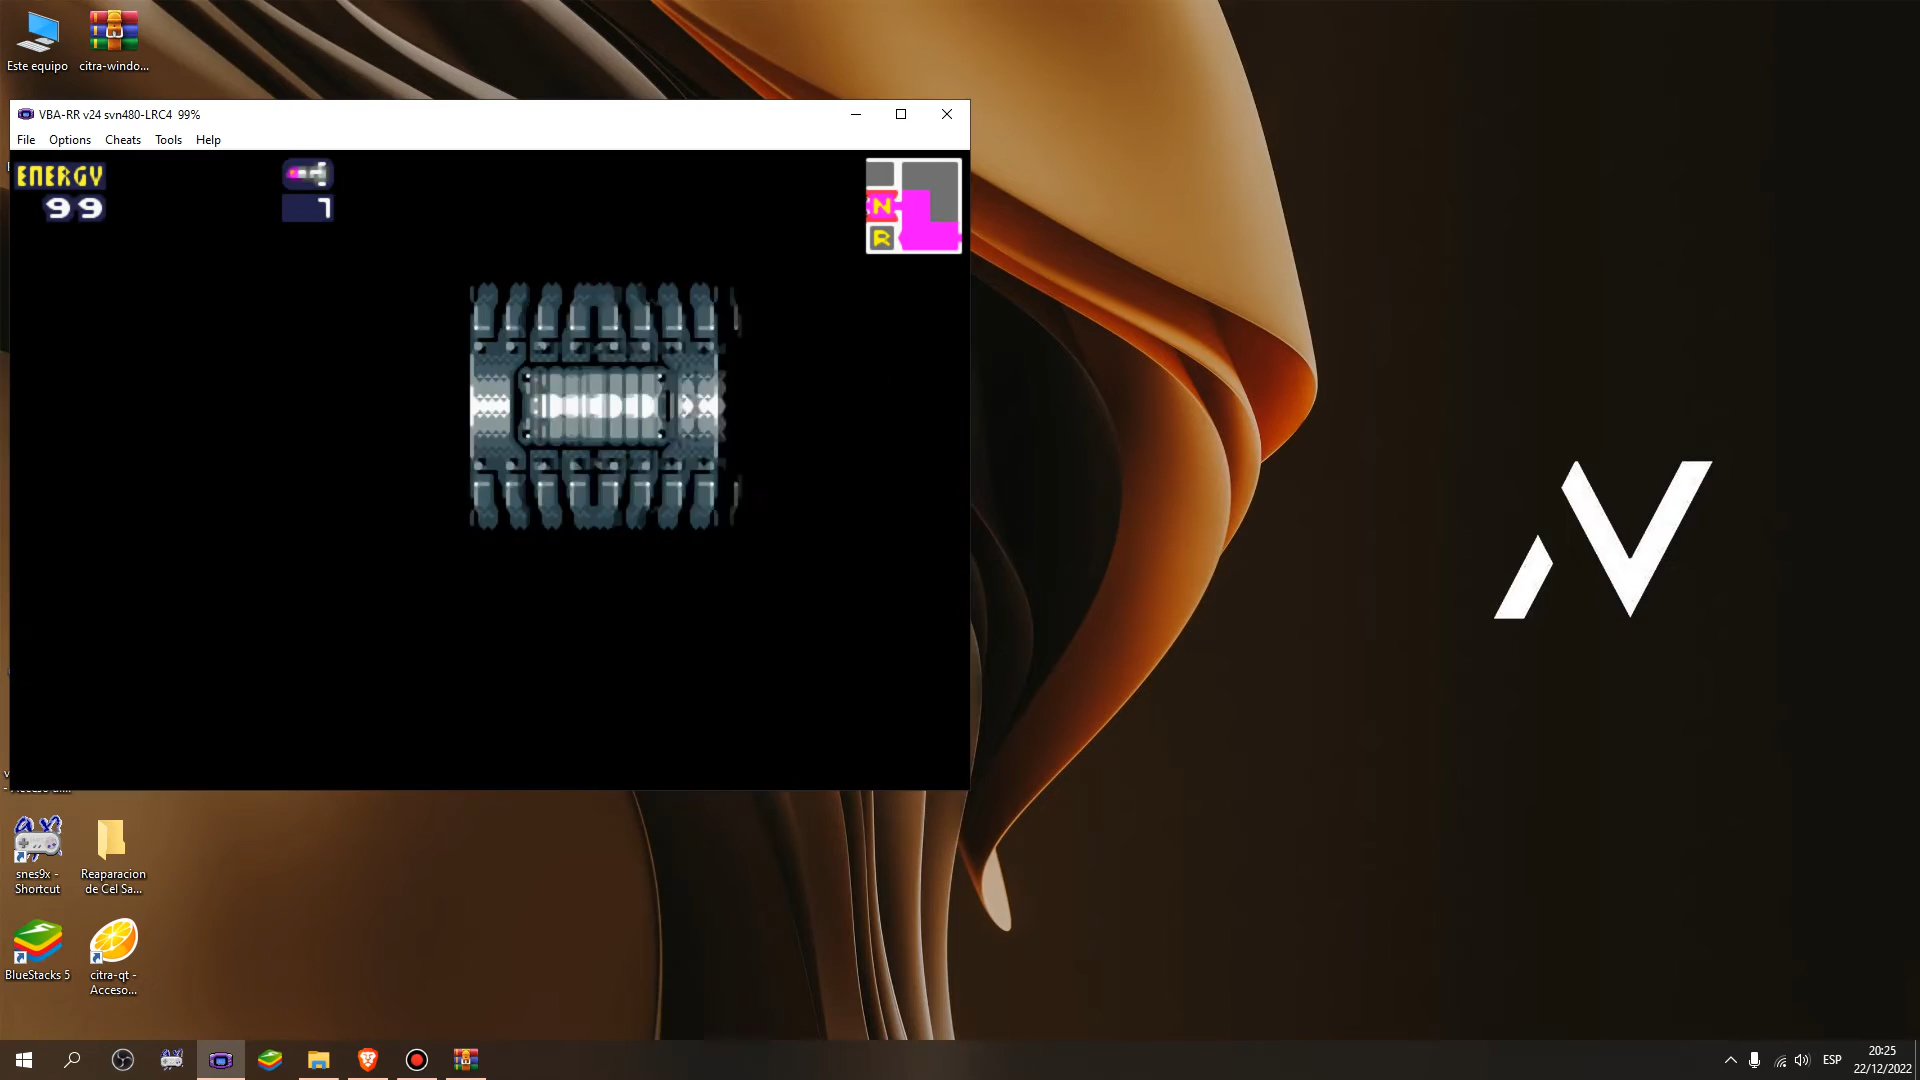 Este equipo
citra-windo...
VBA-RR v24 svn480-LRC4 99%
File Options Cheats Tools Help
ENERGY
99
1
N
R
snes9x -
Shortcut
Reaparacion
de Cel Sa...
BlueStacks 5
citra-qt -
Acceso...
ESP
20:25
22/12/2022